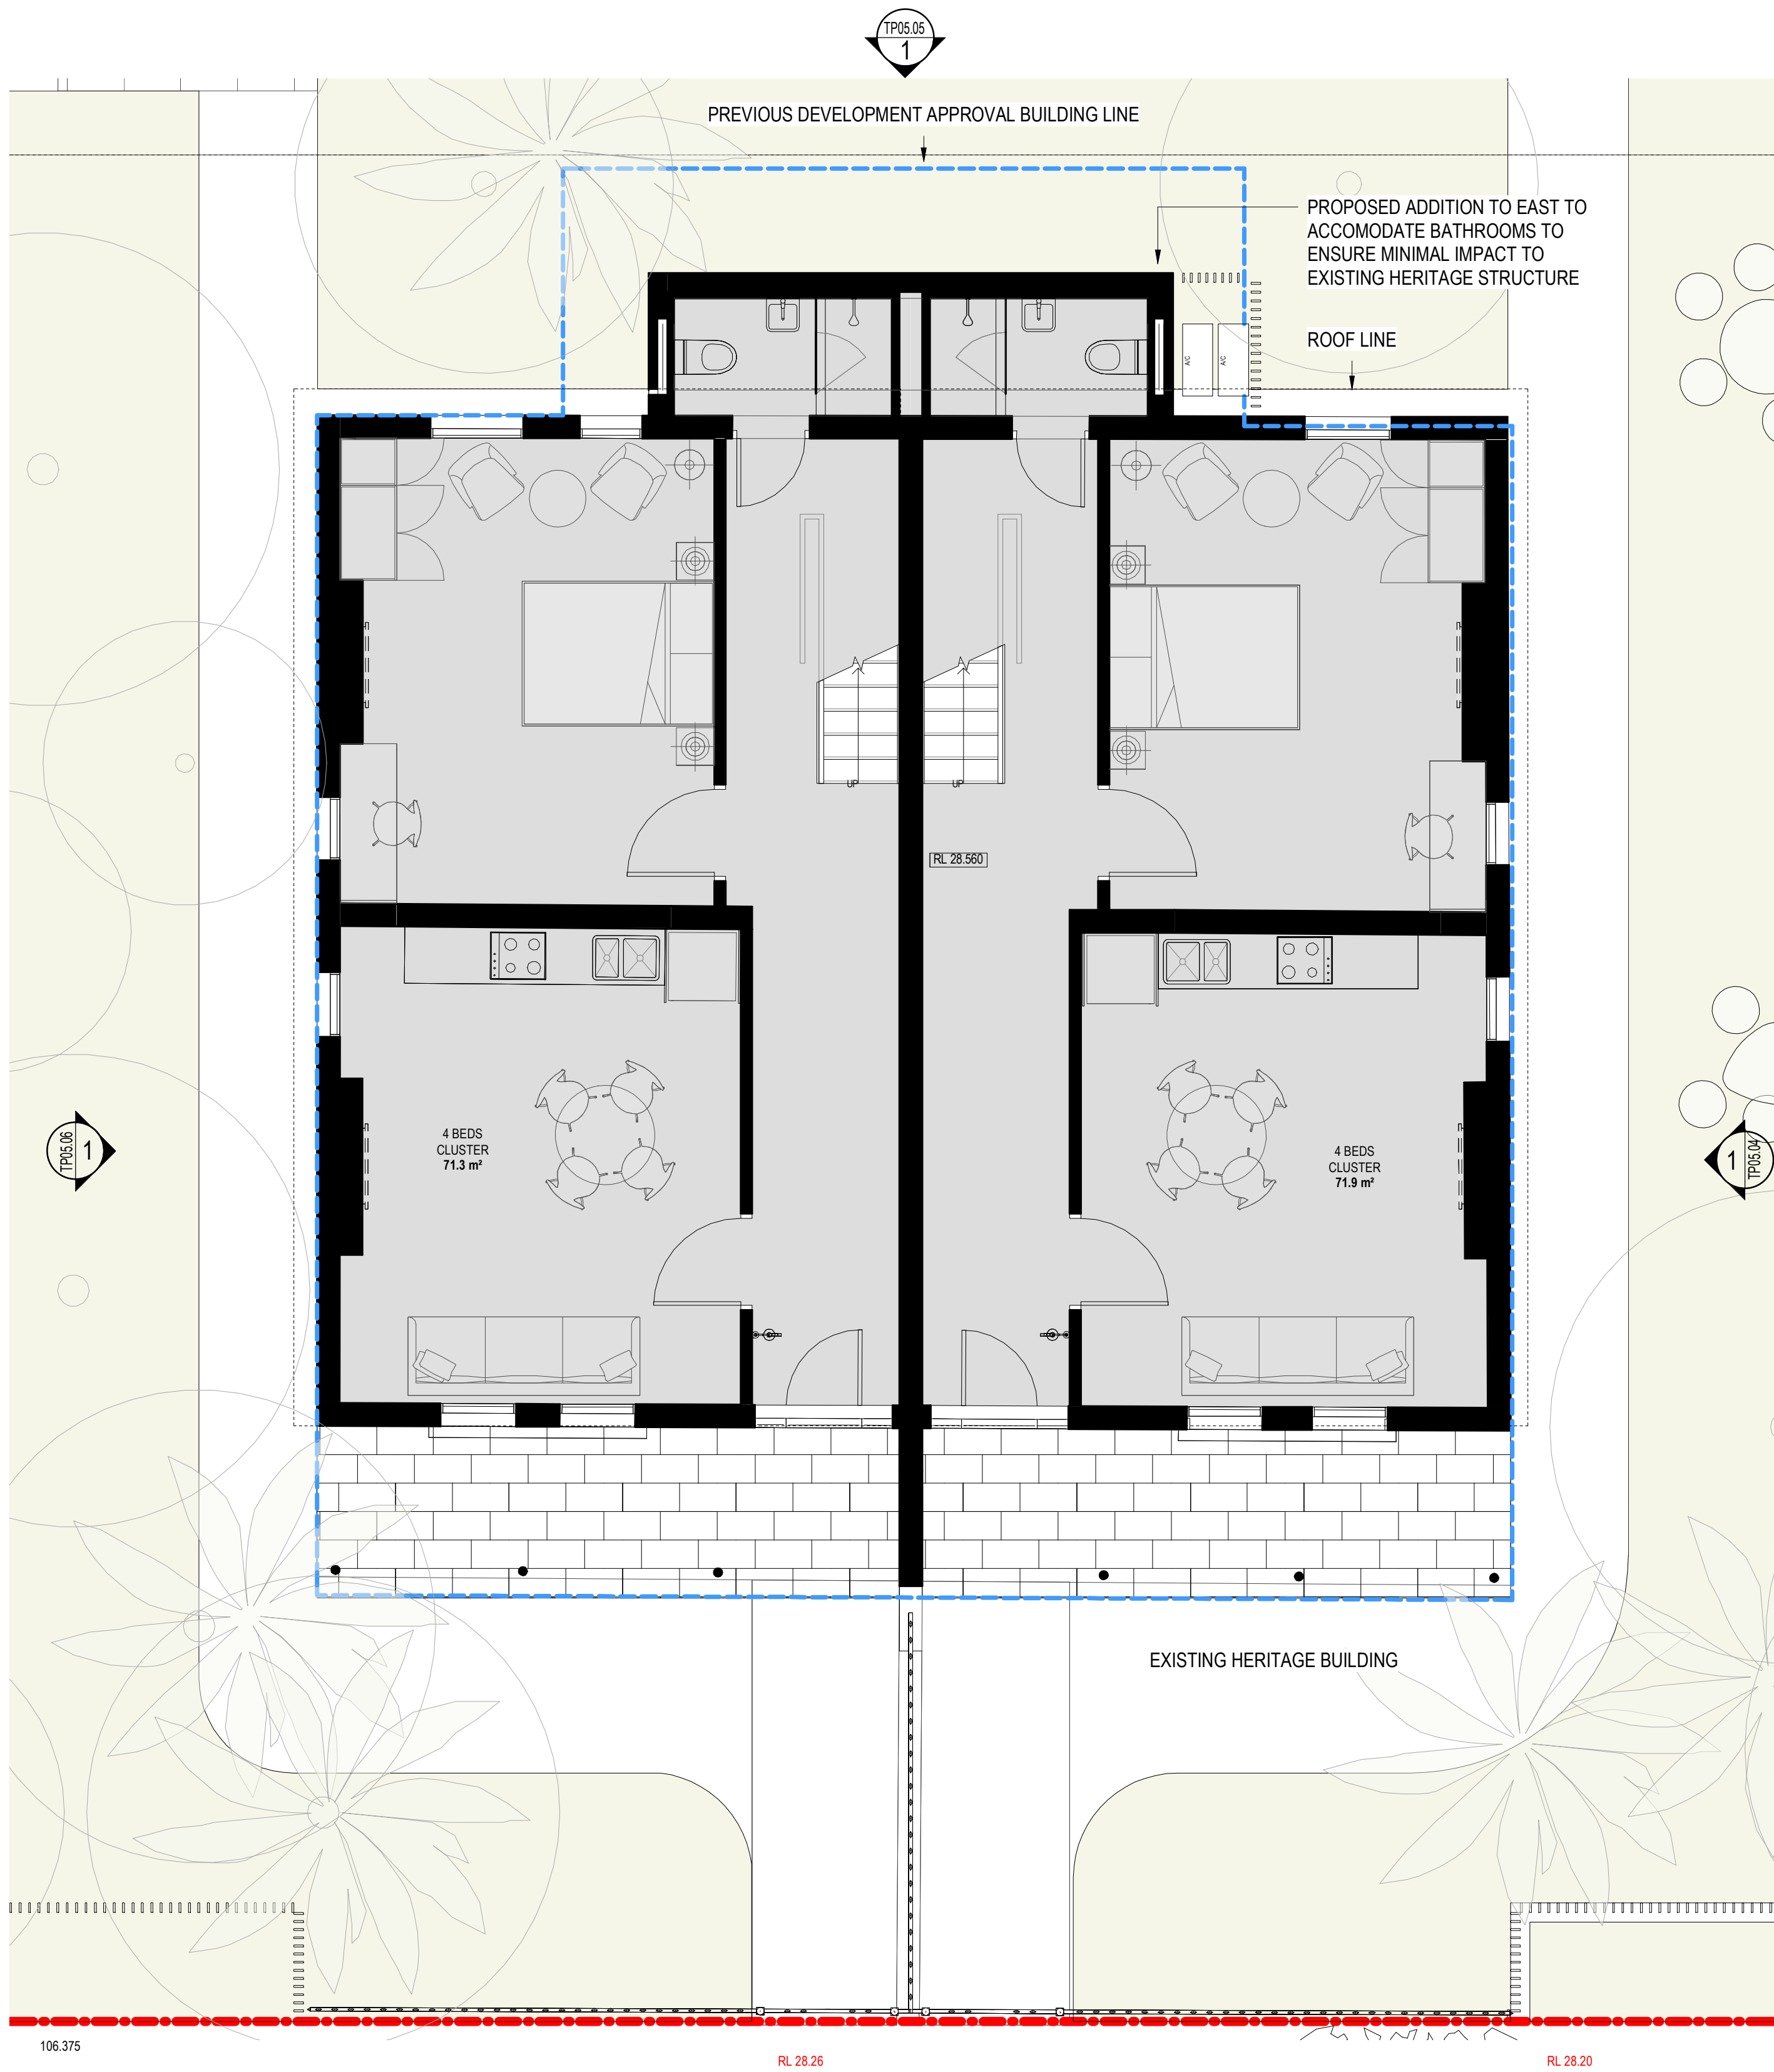 TP05.05
1
PREVIOUS DEVELOPMENT APPROVAL BUILDING LINE
PROPOSED ADDITION TO EAST TO
ACCOMODATE BATHROOMS TO
ENSURE MINIMAL IMPACT TO
EXISTING HERITAGE STRUCTURE
ROOF LINE
A/C
A/C
UP
UP
RL 28.560
TP05.06
1
4 BEDS
CLUSTER
71.3 m²
4 BEDS
CLUSTER
71.9 m²
1
TP05.04
EXISTING HERITAGE BUILDING
106.375
RL 28.26
RL 28.20